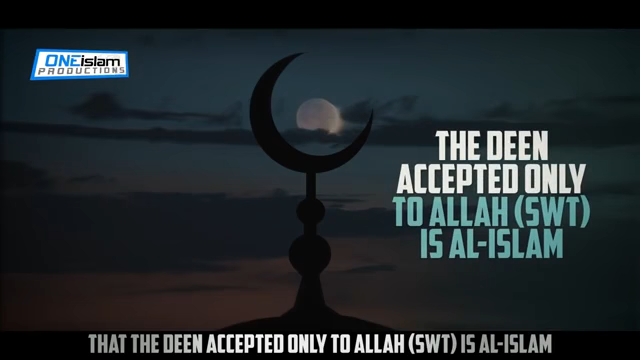 ONEislam
PRODUCTIONS
THE DEEN
ACCEPTED ONLY
TO ALLAH (SWT)
IS AL-ISLAM
THAT THE DEEN ACCEPTED ONLY TO ALLAH (SWT) IS AL-ISLAM